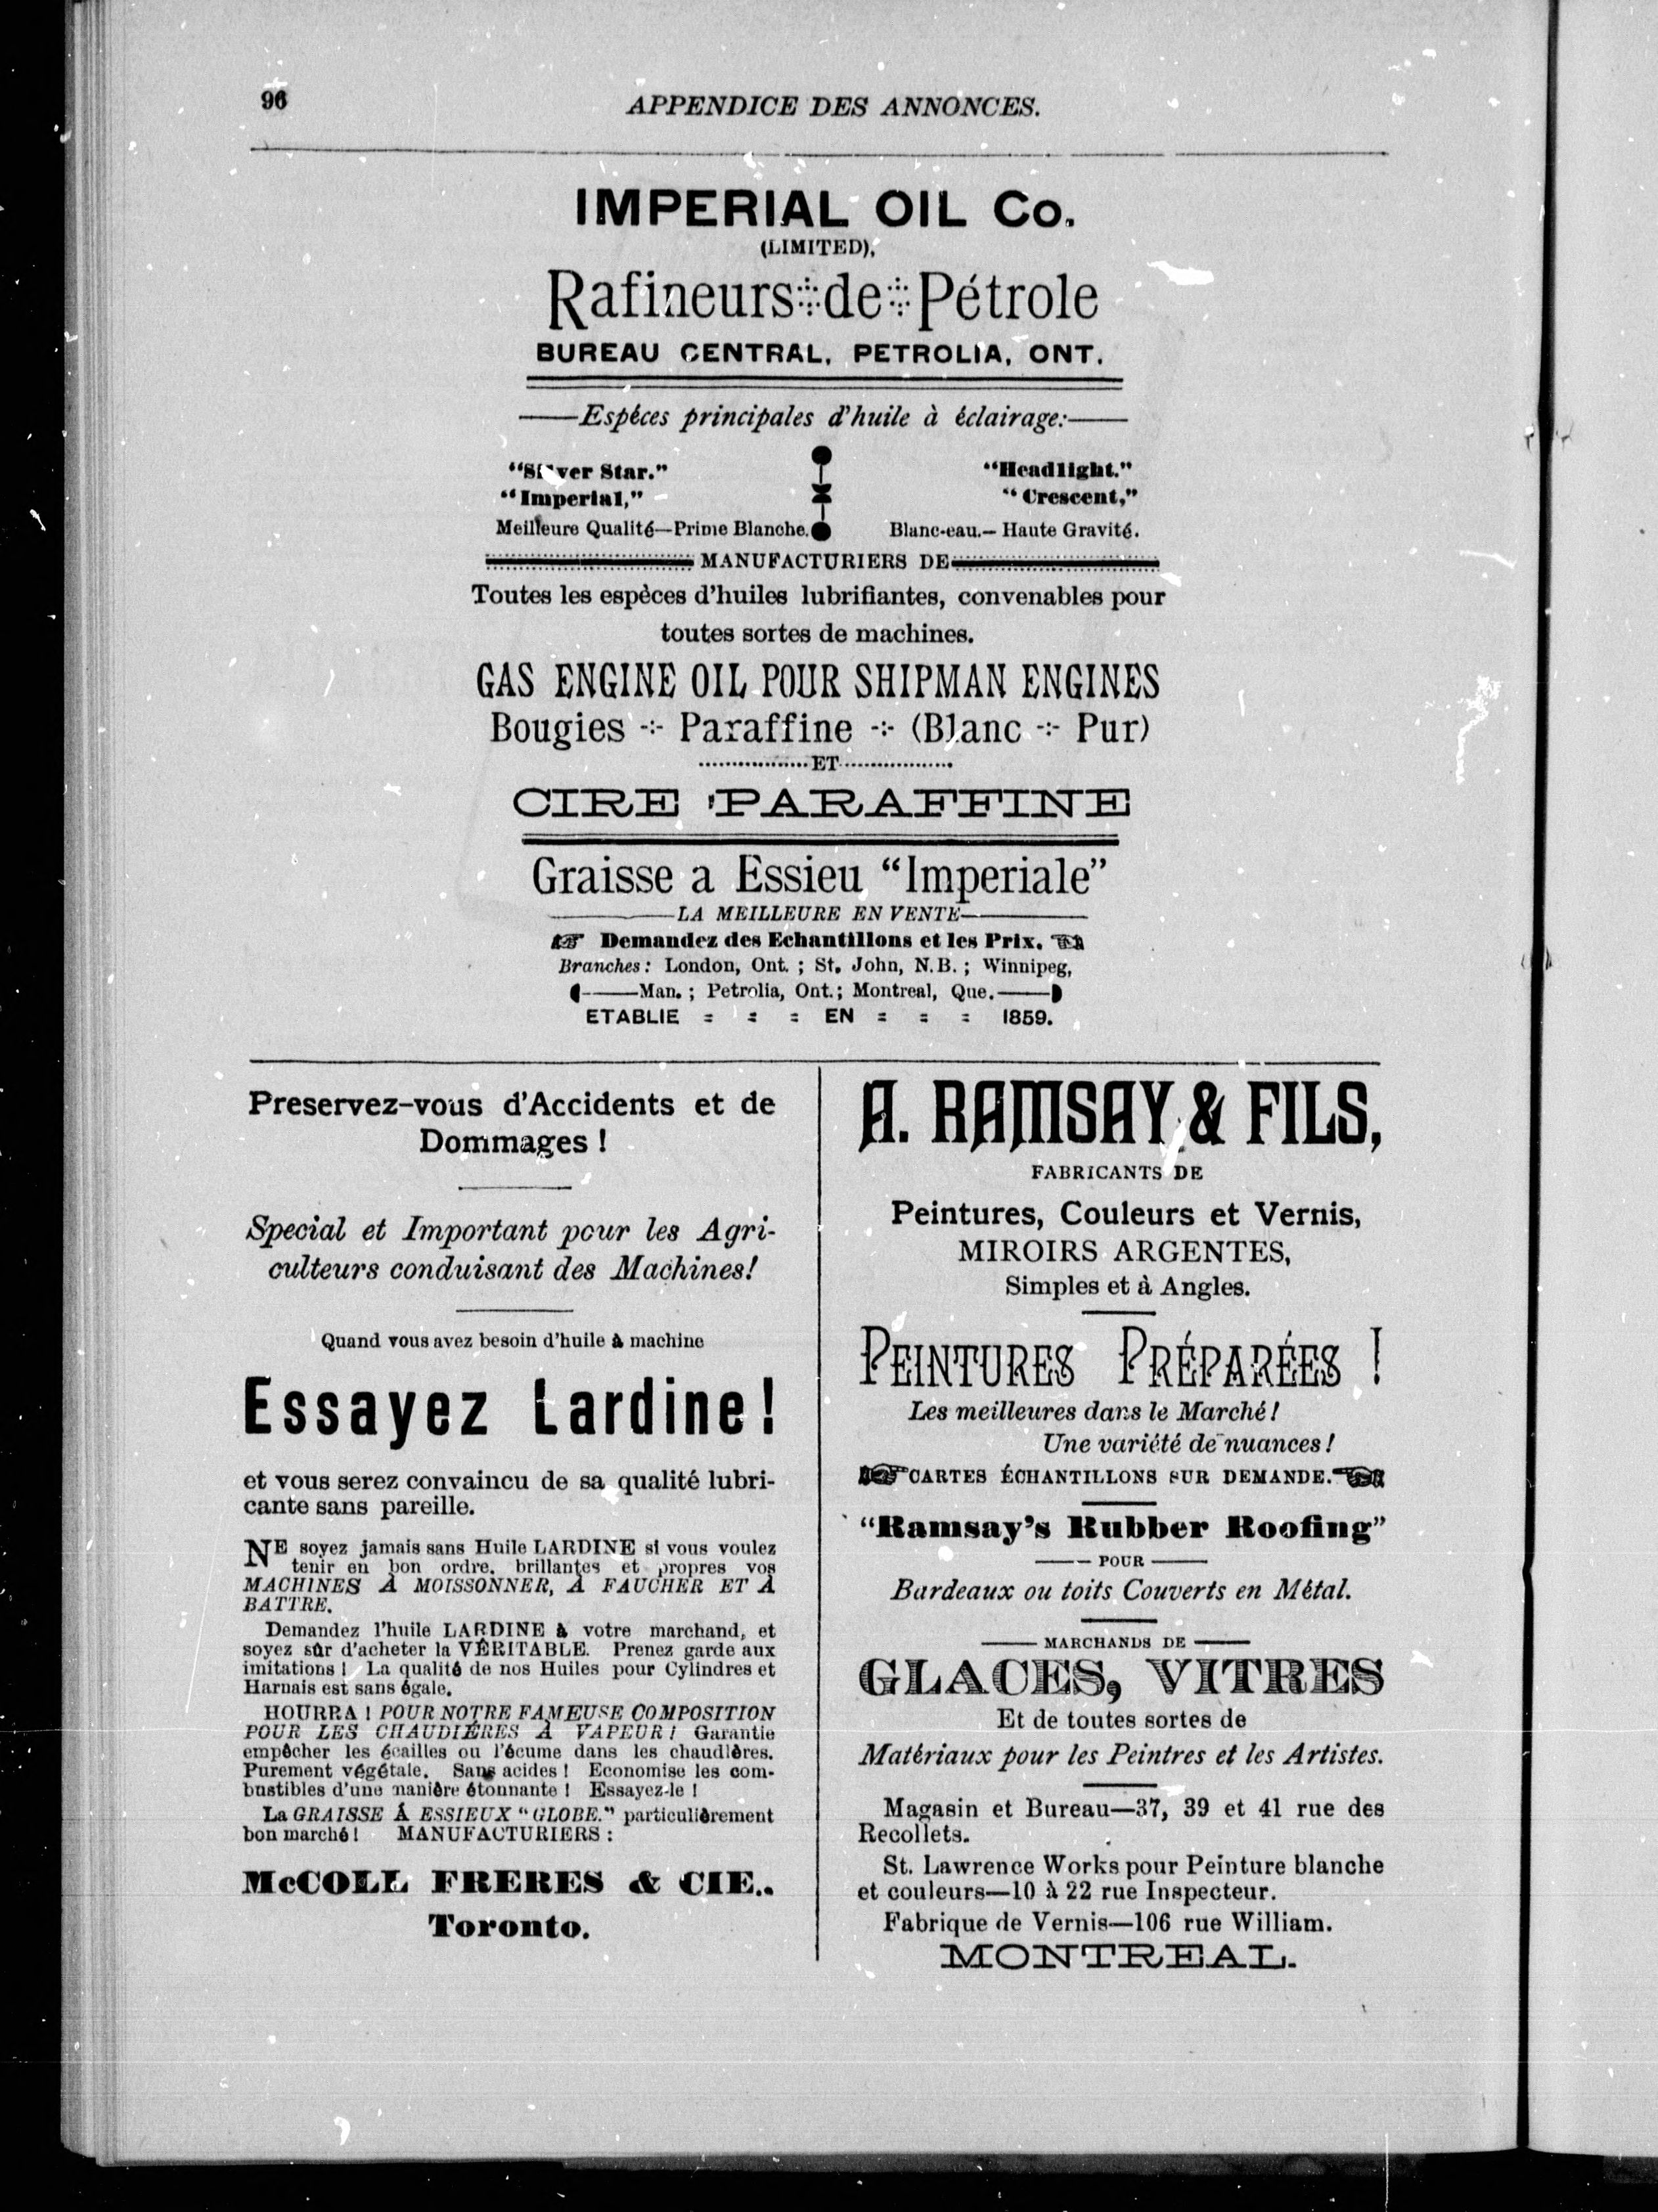 96
APPENDICE DES ANNONCES.
IMPERIAL OIL Co.
(LIMITED),
Rafineurs de Pétrole
BUREAU CENTRAL, PETROLIA, ONT.
Espéces principales d'huile à éclairage:
"Silver Star."
"Imperial,"
Meilleure Qualité—Prime Blanche.
"Headlight."
"Crescent,"
Blanc-eau.—Haute Gravité.
MANUFACTURIERS DE
Toutes les espèces d'huiles lubrifiantes, convenables pour
toutes sortes de machines.
GAS ENGINE OIL POUR SHIPMAN ENGINES
Bougies -:- Paraffine -:- (Blanc -:- Pur)
ET
CIRE PARAFFINE
Graisse a Essieu "Imperiale"
LA MEILLEURE EN VENTE
☞ Demandez des Echantillons et les Prix. ☜
Branches: London, Ont. ; St. John, N.B. ; Winnipeg,
Man. ; Petrolia, Ont.; Montreal, Que.
ETABLIE = = = EN = = = 1859.
Preservez-vous d'Accidents et de
Dommages !
Special et Important pour les Agri-
culteurs conduisant des Machines!
Quand vous avez besoin d'huile à machine
Essayez Lardine!
et vous serez convaincu de sa qualité lubri-
cante sans pareille.
NE soyez jamais sans Huile LARDINE si vous voulez
tenir en bon ordre, brillantes et propres vos
MACHINES À MOISSONNER, À FAUCHER ET À
BATTRE.
Demandez l'huile LARDINE à votre marchand, et
soyez sûr d'acheter la VÉRITABLE. Prenez garde aux
imitations ! La qualité de nos Huiles pour Cylindres et
Harnais est sans égale.
HOURRA ! POUR NOTRE FAMEUSE COMPOSITION
POUR LES CHAUDIÉRES À VAPEUR! Garantie
empêcher les écailles ou l'écume dans les chaudières.
Purement végétale. Sans acides ! Economise les com-
bustibles d'une manière étonnante ! Essayez-le !
La GRAISSE Á ESSIEUX "GLOBE." particulièrement
bon marché ! MANUFACTURIERS :
McCOLL FRERES & CIE..
Toronto.
A. RAMSAY & FILS,
FABRICANTS DE
Peintures, Couleurs et Vernis,
MIROIRS ARGENTES,
Simples et à Angles.
PEINTURES PRÉPARÉES !
Les meilleures dans le Marché!
Une variété de nuances!
☞CARTES ÉCHANTILLONS SUR DEMANDE.☜
"Ramsay's Rubber Roofing"
POUR
Bardeaux ou toits Couverts en Métal.
MARCHANDS DE
GLACES, VITRES
Et de toutes sortes de
Matériaux pour les Peintres et les Artistes.
Magasin et Bureau—37, 39 et 41 rue des
Recollets.
St. Lawrence Works pour Peinture blanche
et couleurs—10 à 22 rue Inspecteur.
Fabrique de Vernis—106 rue William.
MONTREAL.